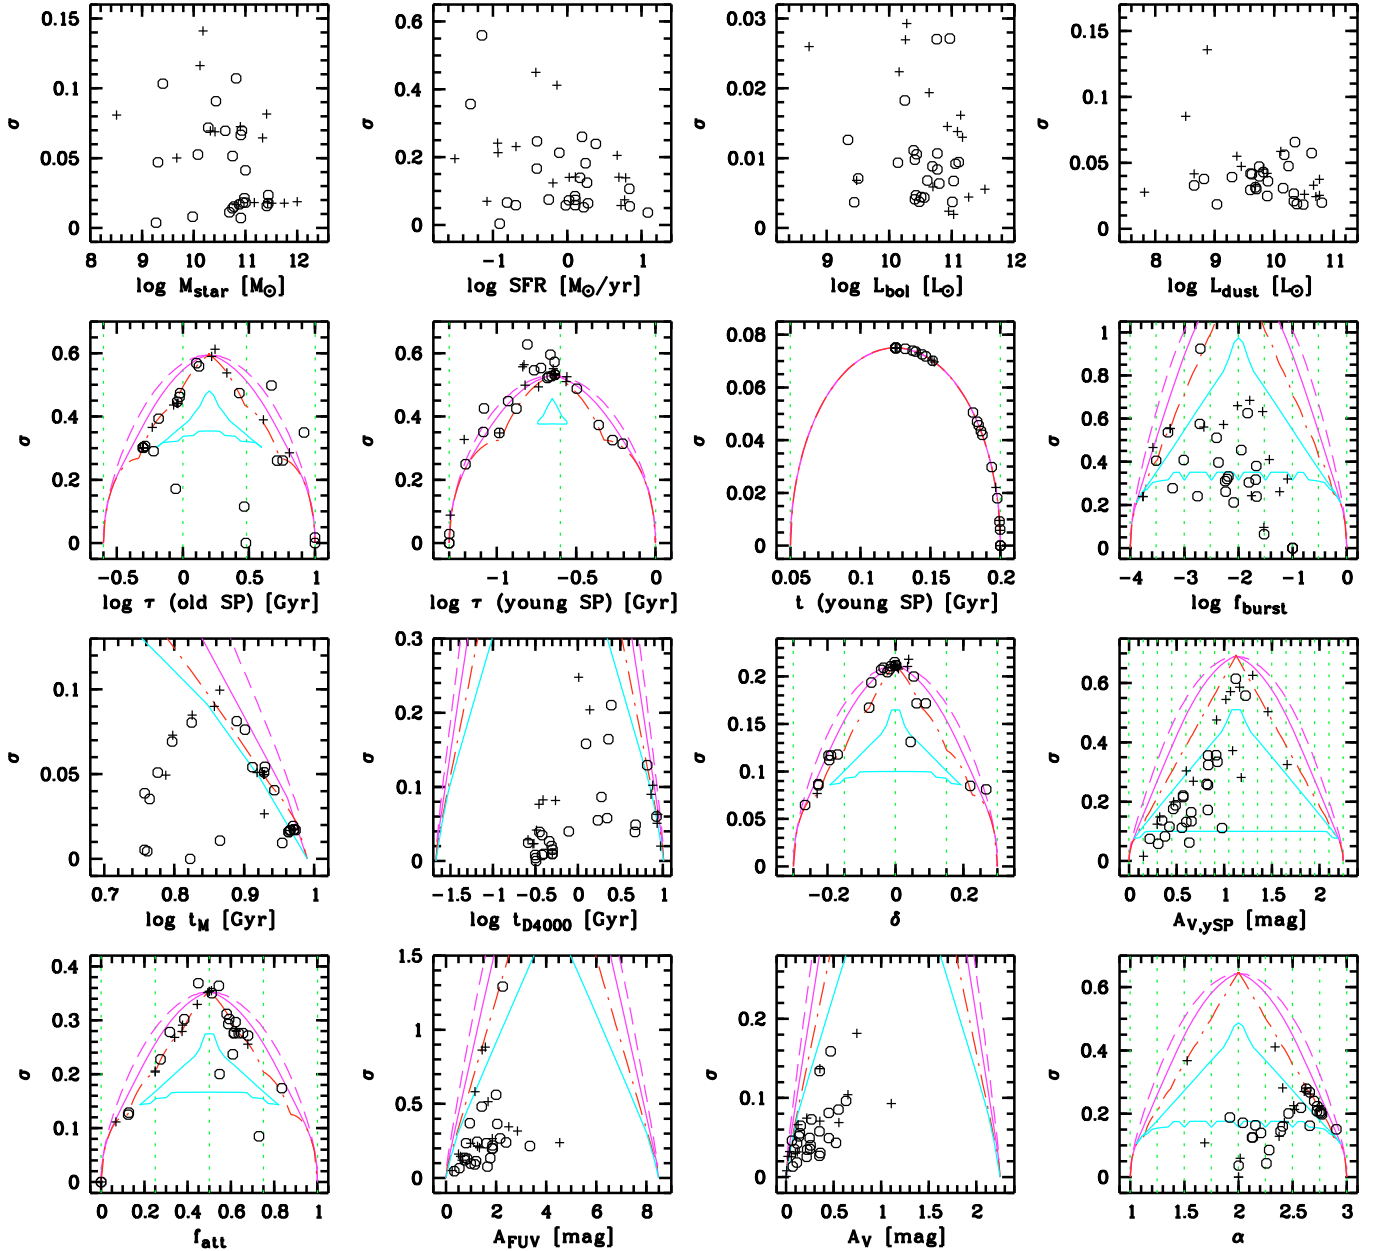 0.15
0.1
0.05
0
σ
8 9 10 11 12
log M_star [M⊙]
0.6
0.4
0.2
0
σ
−1 0 1
log SFR [M⊙/yr]
0.03
0.02
0.01
0
σ
9 10 11 12
log L_bol [L⊙]
0.15
0.1
0.05
0
σ
8 9 10 11
log L_dust [L⊙]
0.6
0.4
0.2
0
σ
−0.5 0 0.5 1
log τ (old SP) [Gyr]
0.6
0.4
0.2
0
σ
−1 −0.5 0
log τ (young SP) [Gyr]
0.08
0.06
0.04
0.02
0
σ
0.05 0.1 0.15 0.2
t (young SP) [Gyr]
1
0.8
0.6
0.4
0.2
0
σ
−4 −3 −2 −1 0
log f_burst
0.1
0.05
0
σ
0.7 0.8 0.9 1
log t_M [Gyr]
0.3
0.2
0.1
0
σ
−1.5 −1 −0.5 0 0.5 1
log t_D4000 [Gyr]
0.2
0.15
0.1
0.05
0
σ
−0.2 0 0.2
δ
0.6
0.4
0.2
0
σ
0 0.5 1 1.5 2
A_V,ySP [mag]
0.4
0.3
0.2
0.1
0
σ
0 0.2 0.4 0.6 0.8 1
f_att
1.5
1
0.5
0
σ
0 2 4 6 8
A_FUV [mag]
0.2
0.1
0
σ
0 0.5 1 1.5 2
A_V [mag]
0.6
0.4
0.2
0
σ
1 1.5 2 2.5 3
α